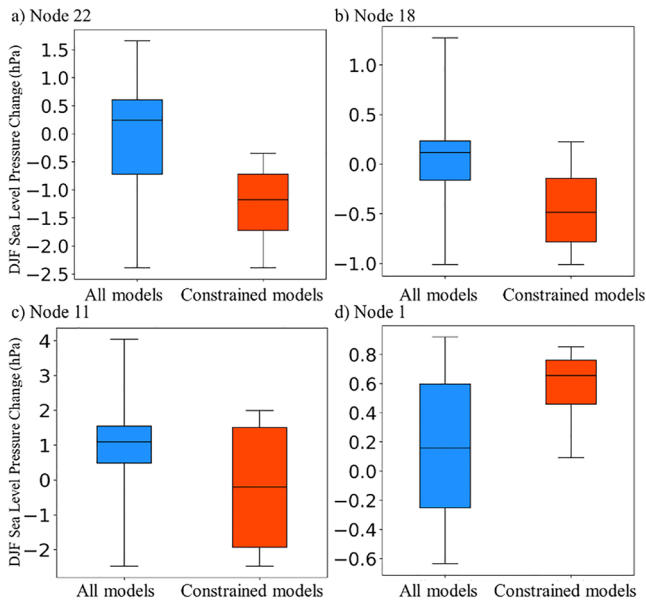 a) Node 22
b) Node 18
DJF Sea Level Pressure Change (hPa)
1.5
1.0
0.5
0.0
−0.5
−1.0
−1.5
−2.0
−2.5
1.0
0.5
0.0
−0.5
−1.0
All models Constrained models
All models Constrained models
c) Node 11
d) Node 1
DJF Sea Level Pressure Change (hPa)
4
3
2
1
0
−1
−2
0.8
0.6
0.4
0.2
0.0
−0.2
−0.4
−0.6
All models Constrained models
All models Constrained models